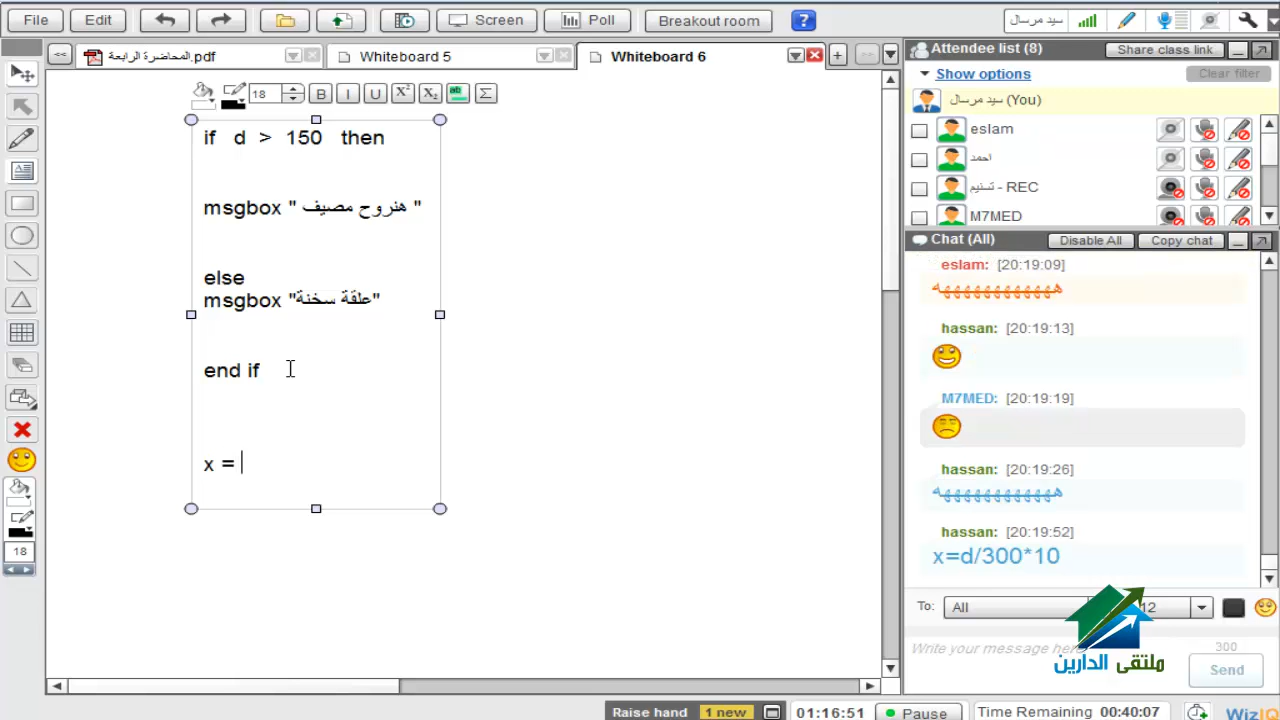 File
Edit
Screen
Poll
Breakout room
?
سيد مرسال
<<
المحاضرة الرابعة.pdf
Whiteboard 5
Whiteboard 6
+
>>
18
B
I
U
X²
X₂
ab
Σ
if d > 150 then
msgbox " هنروح مصيف "
else
msgbox "علقة سخنة"
end if
x =
18
Attendee list (8)
Share class link
Show options
Clear filter
سيد مرسال (You)
eslam
احمد
تسنيم - REC
M7MED
Chat (All)
Disable All
Copy chat
eslam: [20:19:09]
هههههههههههههه
hassan: [20:19:13]
M7MED: [20:19:19]
hassan: [20:19:26]
هههههههههههههه
hassan: [20:19:52]
x=d/300*10
To:
All
12
Write your message here
300
Send
ملتقى الدارين
Raise hand
1 new
01:16:51
Pause
Time Remaining 00:40:07
WizIQ